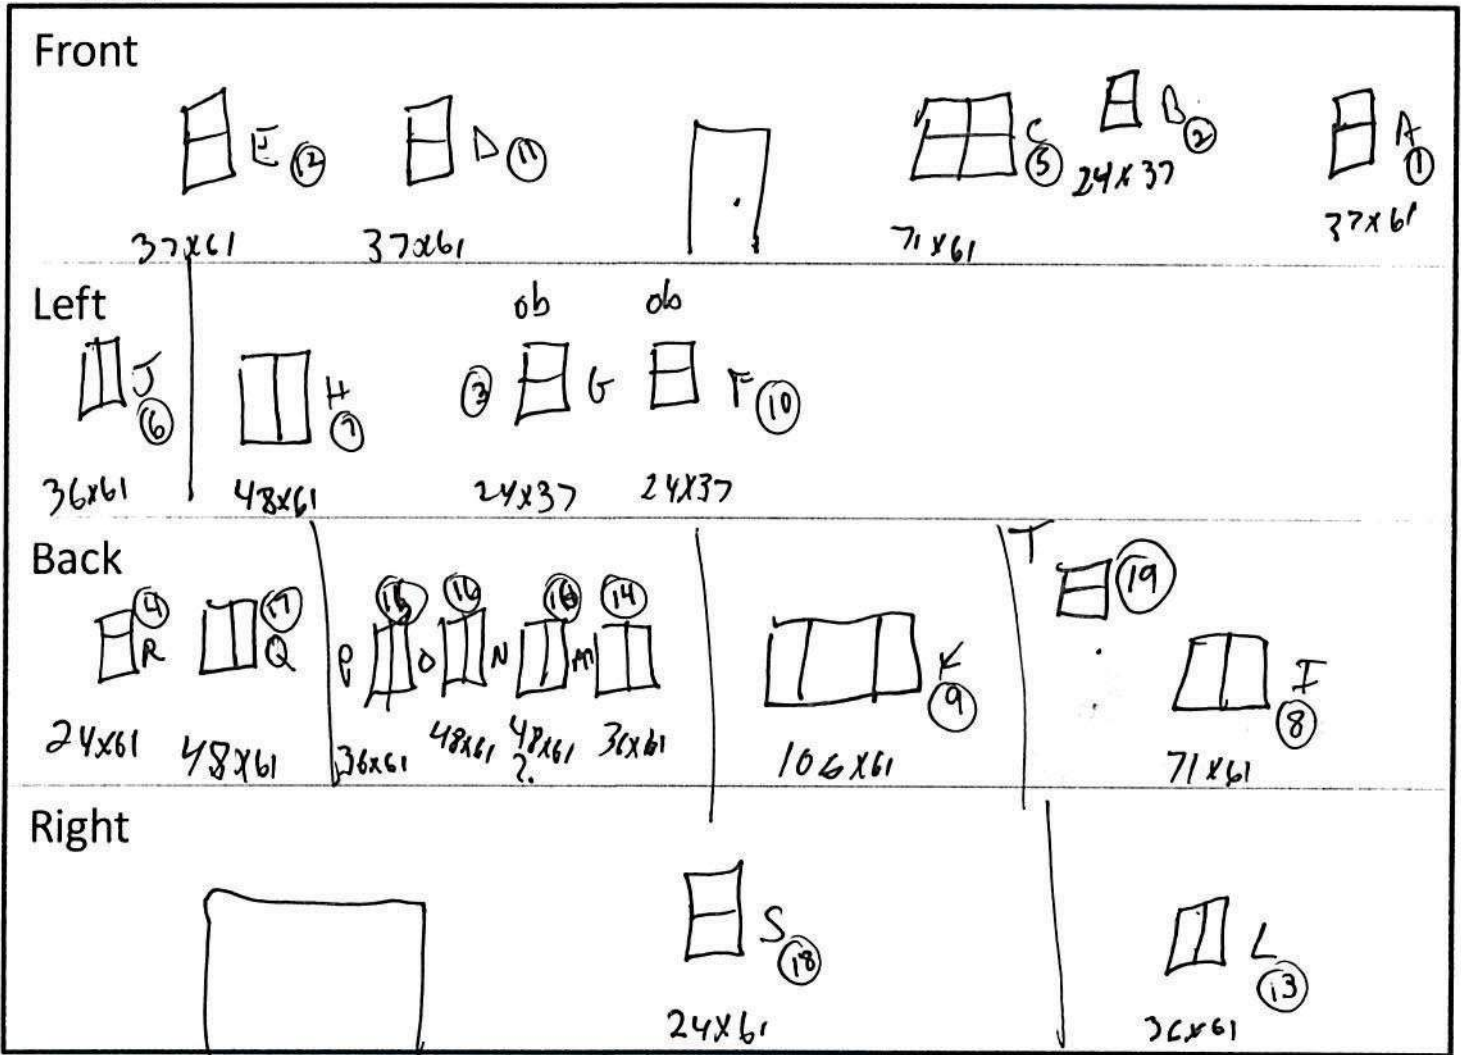 Front
E 12 D 11 C 5 B 2 A 1
24x37
37x61 37x61 71x61 37x61
Left
ob ob
J 6 H 7 3 G F 10
36x61 48x61 24x37 24x37
Back
T 19
4 17 15 16 14
R Q P O N M K 9 I 8
24x61 48x61 36x61 48x61 48x61 36x61 106x61 71x61
?.
Right
S 18 L 13
24x61 36x61